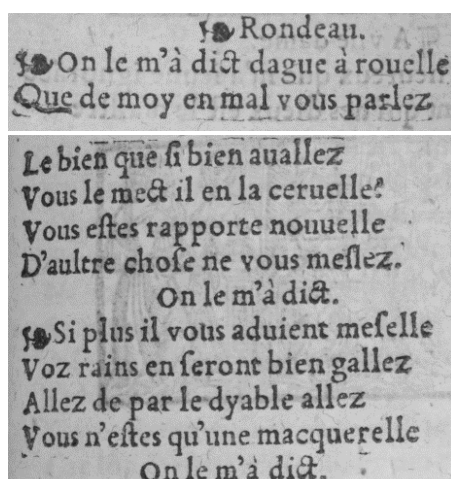 Rondeau.
On le m'à dict dague à rouelle
Que de moy en mal vous parlez
Le bien que ſi bien auallez
Vous le mect il en la ceruelle?
Vous eſtes rapporte nouuelle
D'aultre choſe ne vous meſlez.
On le m'à dict.
Si plus il vous aduient meſelle
Voz rains en ſeront bien gallez
Allez de par le dyable allez
Vous n'eſtes qu'une macquerelle
On le m'à dict.